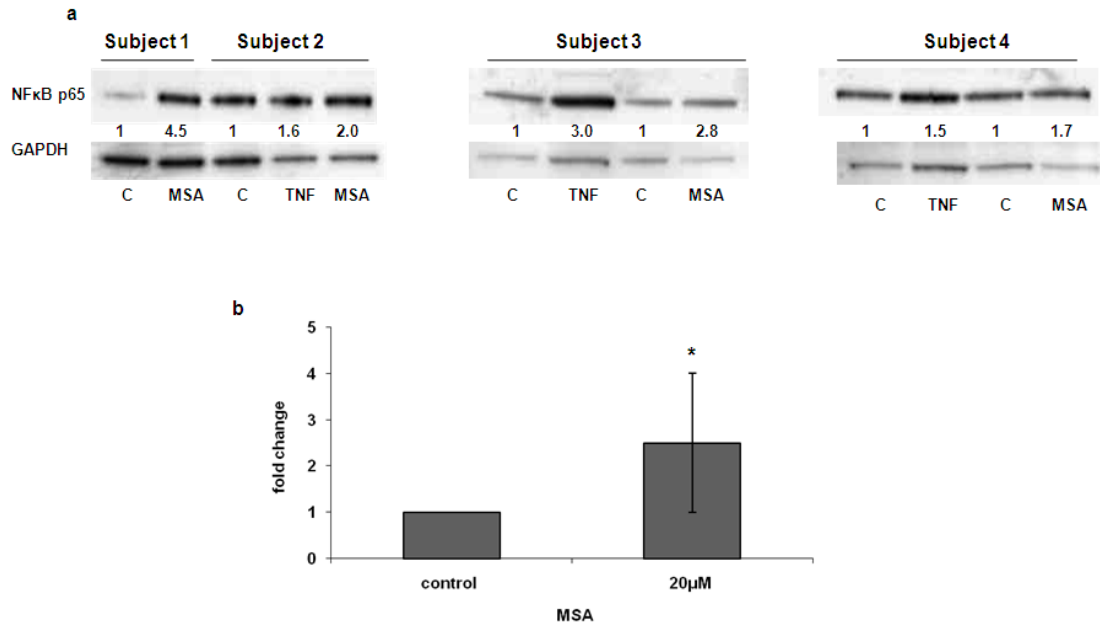 a
Subject 1 Subject 2 Subject 3 Subject 4
NFκB p65
1 4.5 1 1.6 2.0 1 3.0 1 2.8 1 1.5 1 1.7
GAPDH
C MSA C TNF MSA C TNF C MSA C TNF C MSA
b
5
4
3
2
1
0
fold change
*
control 20µM
MSA